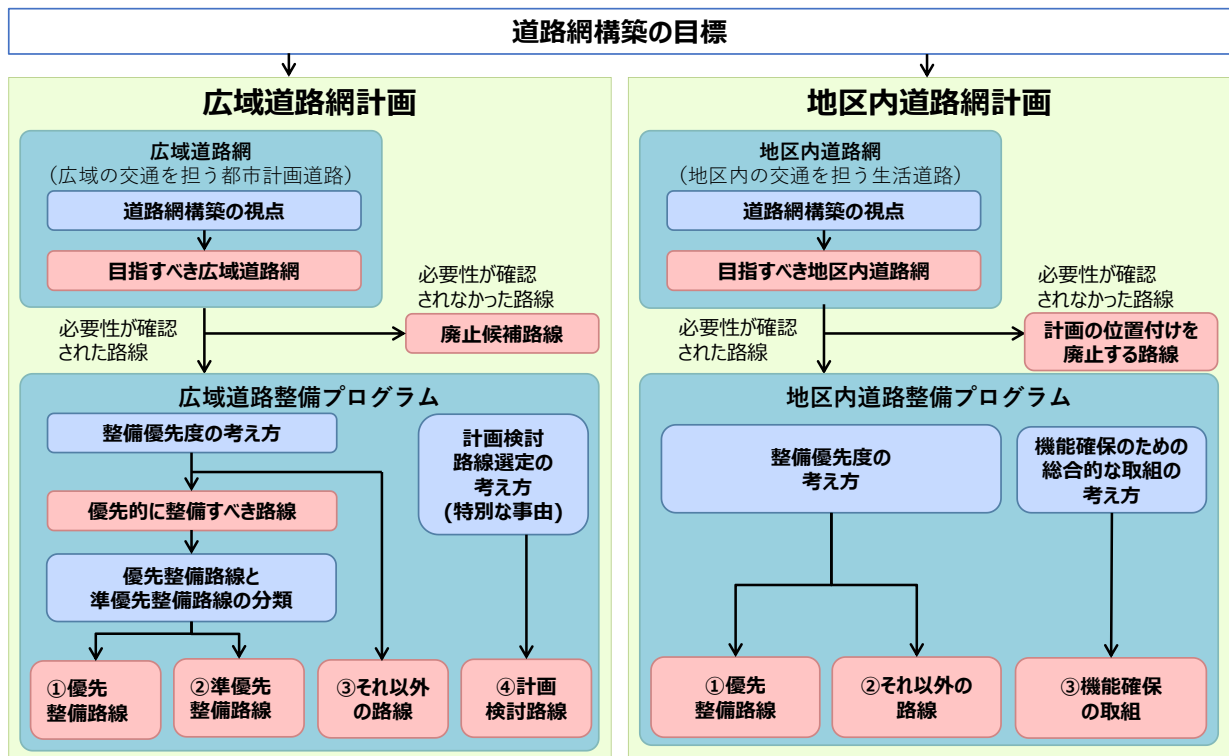 道路網構築の目標
広域道路網計画
広域道路網
（広域の交通を担う都市計画道路）
道路網構築の視点
目指すべき広域道路網
必要性が確認
されなかった路線
必要性が確認
された路線
廃止候補路線
広域道路整備プログラム
整備優先度の考え方
優先的に整備すべき路線
優先整備路線と
準優先整備路線の分類
計画検討
路線選定の
考え方
(特別な事由)
①優先
整備路線
②準優先
整備路線
③それ以外
の路線
④計画
検討路線
地区内道路網計画
地区内道路網
（地区内の交通を担う生活道路）
道路網構築の視点
目指すべき地区内道路網
必要性が確認
されなかった路線
必要性が確認
された路線
計画の位置付けを
廃止する路線
地区内道路整備プログラム
整備優先度の
考え方
機能確保のための
総合的な取組の
考え方
①優先
整備路線
②それ以外の
路線
③機能確保
の取組